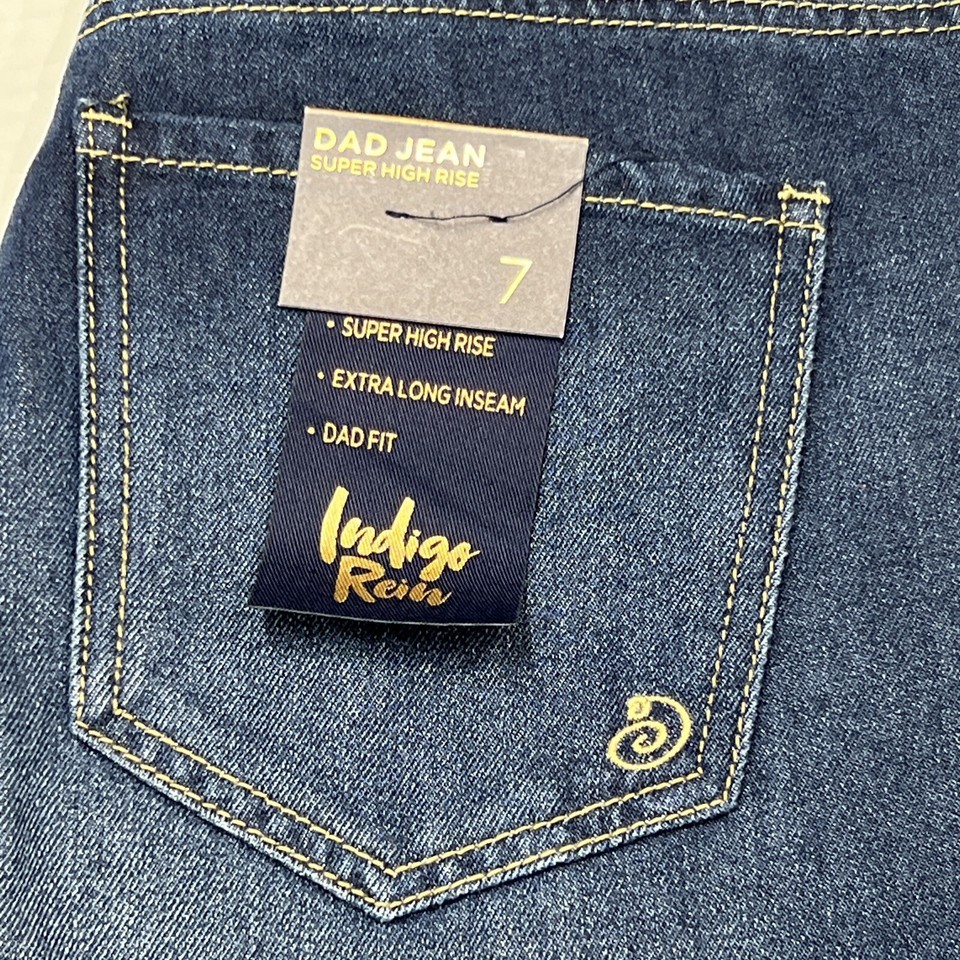 DAD JEAN
SUPER HIGH RISE
7
• SUPER HIGH RISE
• EXTRA LONG INSEAM
• DAD FIT
Indigo
Rein